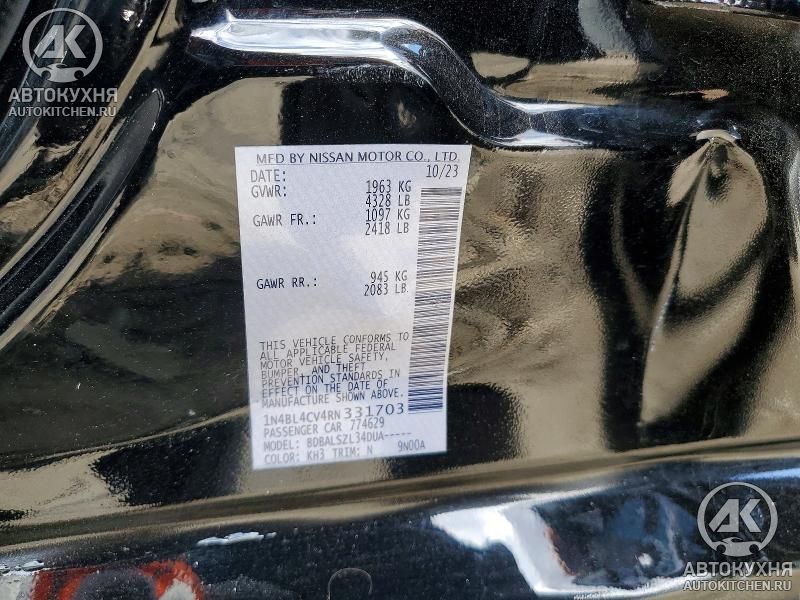 АК
АВТОКУХНЯ
AUTOKITCHEN.RU
MFD BY NISSAN MOTOR CO., LTD.
DATE: 10/23
GVWR: 1963 KG
4328 LB
GAWR FR.: 1097 KG
2418 LB
GAWR RR.: 945 KG
2083 LB.
THIS VEHICLE CONFORMS TO
ALL APPLICABLE FEDERAL
MOTOR VEHICLE SAFETY,
BUMPER, AND THEFT
PREVENTION STANDARDS IN
EFFECT ON THE DATE OF
MANUFACTURE SHOWN ABOVE.
1N4BL4CV4RN331703
PASSENGER CAR 774629
MODEL: BDBALSZL34DUA-----
COLOR: KH3 TRIM: N 9N00A
АК
АВТОКУХНЯ
AUTOKITCHEN.RU